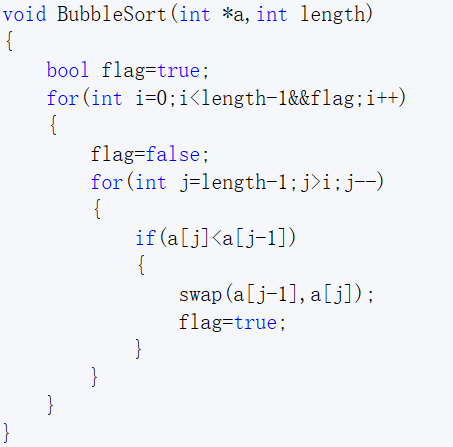 void BubbleSort(int *a,int length)
{
    bool flag=true;
    for(int i=0;i<length-1&&flag;i++)
    {
        flag=false;
        for(int j=length-1;j>i;j--)
        {
            if(a[j]<a[j-1])
            {
                swap(a[j-1],a[j]);
                flag=true;
            }
        }
    }
}